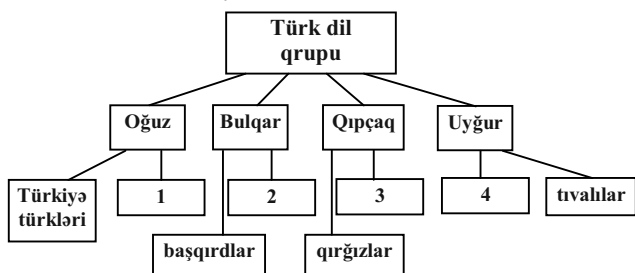 Türk dil
qrupu
Oğuz
Bulqar
Qıpçaq
Uyğur
Türkiyə
türkləri
1
2
3
4
tıvalılar
başqırdlar
qırğızlar